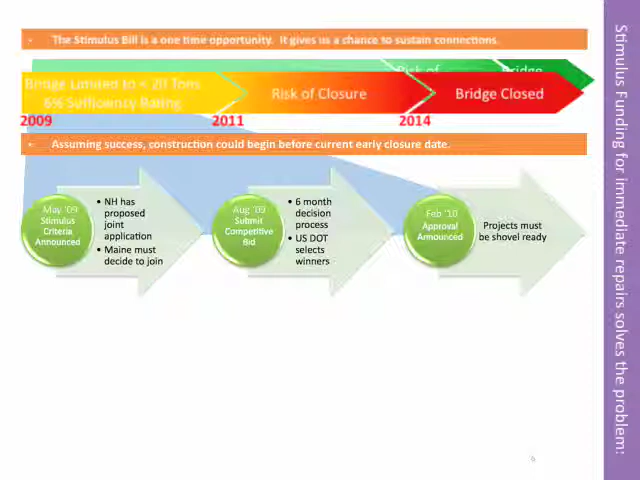 The Stimulus Bill is a one time opportunity. It gives us a chance to sustain connections.
Risk of
Bridge
Bridge Limited to < 20 Tons
6% Sufficiency Rating
Risk of Closure
Bridge Closed
2009
2011
2014
Assuming success, construction could begin before current early closure date.
May '09
Stimulus
Criteria
Announced
• NH has
proposed
joint
application
• Maine must
decide to join
Aug '09
Submit
Competitive
Bid
• 6 month
decision
process
• US DOT
selects
winners
Feb '10
Approval
Announced
Projects must
be shovel ready
Stimulus Funding for immediate repairs solves the problem: